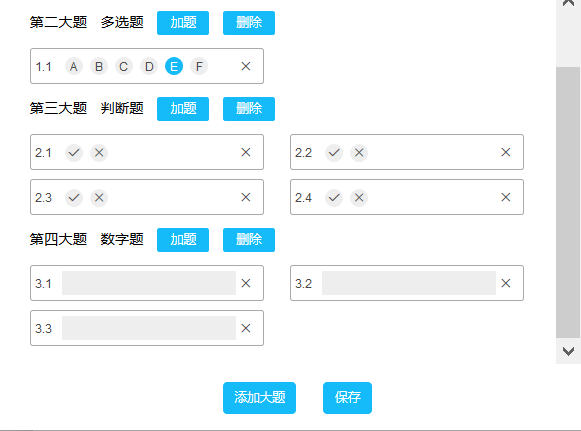 第二大题 多选题 加题 删除
1.1 A B C D E F ×
第三大题 判断题 加题 删除
2.1 ✓ × × 2.2 ✓ × ×
2.3 ✓ × × 2.4 ✓ × ×
第四大题 数字题 加题 删除
3.1 × 3.2 ×
3.3 ×
添加大题 保存